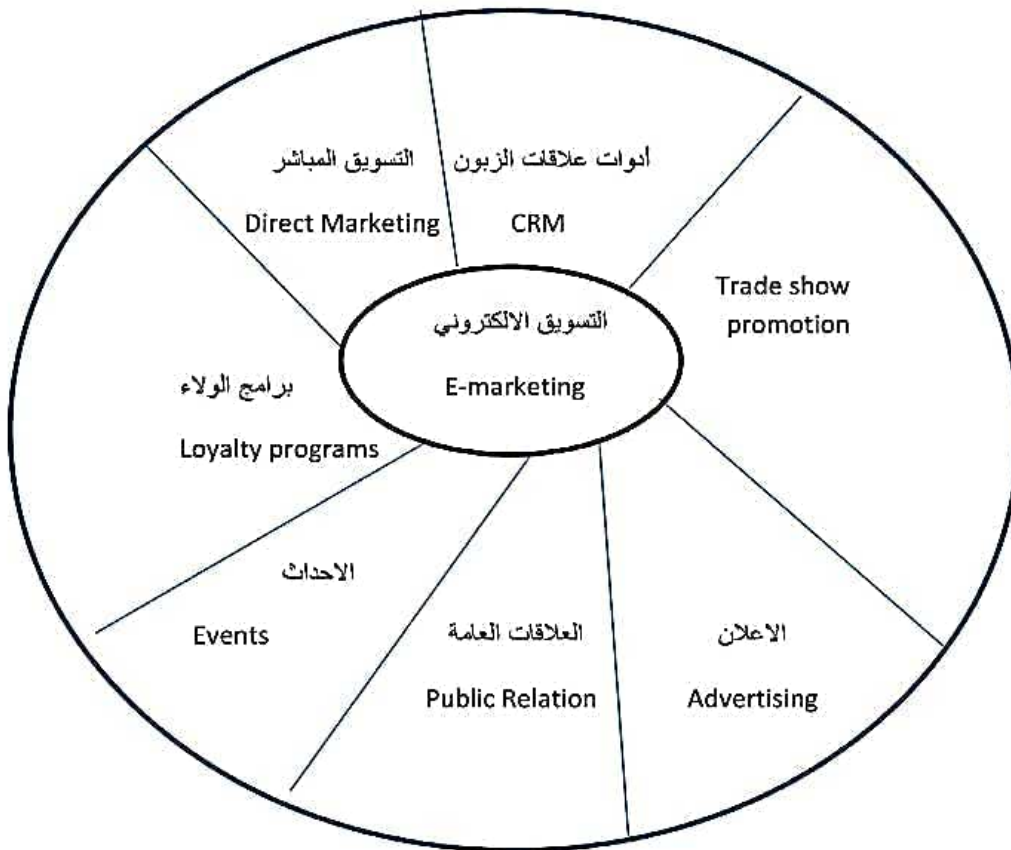 التسويق المباشر
Direct Marketing
أدوات علاقات الزبون
CRM
Trade show
promotion
التسويق الالكتروني
E-marketing
برامج الولاء
Loyalty programs
الاحداث
Events
العلاقات العامة
Public Relation
الاعلان
Advertising